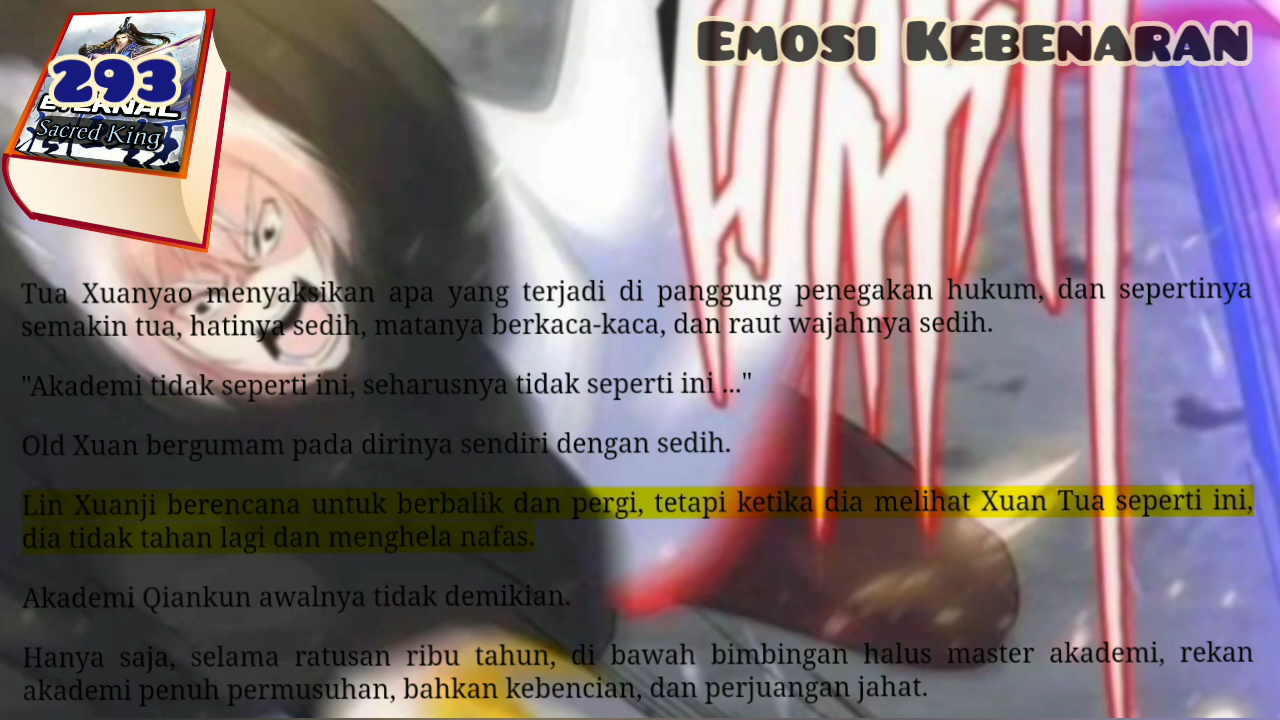 Emosi Kebenaran
293
ETERNAL
Sacred King
Tua Xuanyao menyaksikan apa yang terjadi di panggung penegakan hukum, dan sepertinya
semakin tua, hatinya sedih, matanya berkaca-kaca, dan raut wajahnya sedih.
"Akademi tidak seperti ini, seharusnya tidak seperti ini ..."
Old Xuan bergumam pada dirinya sendiri dengan sedih.
Lin Xuanji berencana untuk berbalik dan pergi, tetapi ketika dia melihat Xuan Tua seperti ini,
dia tidak tahan lagi dan menghela nafas.
Akademi Qiankun awalnya tidak demikian.
Hanya saja, selama ratusan ribu tahun, di bawah bimbingan halus master akademi, rekan
akademi penuh permusuhan, bahkan kebencian, dan perjuangan jahat.